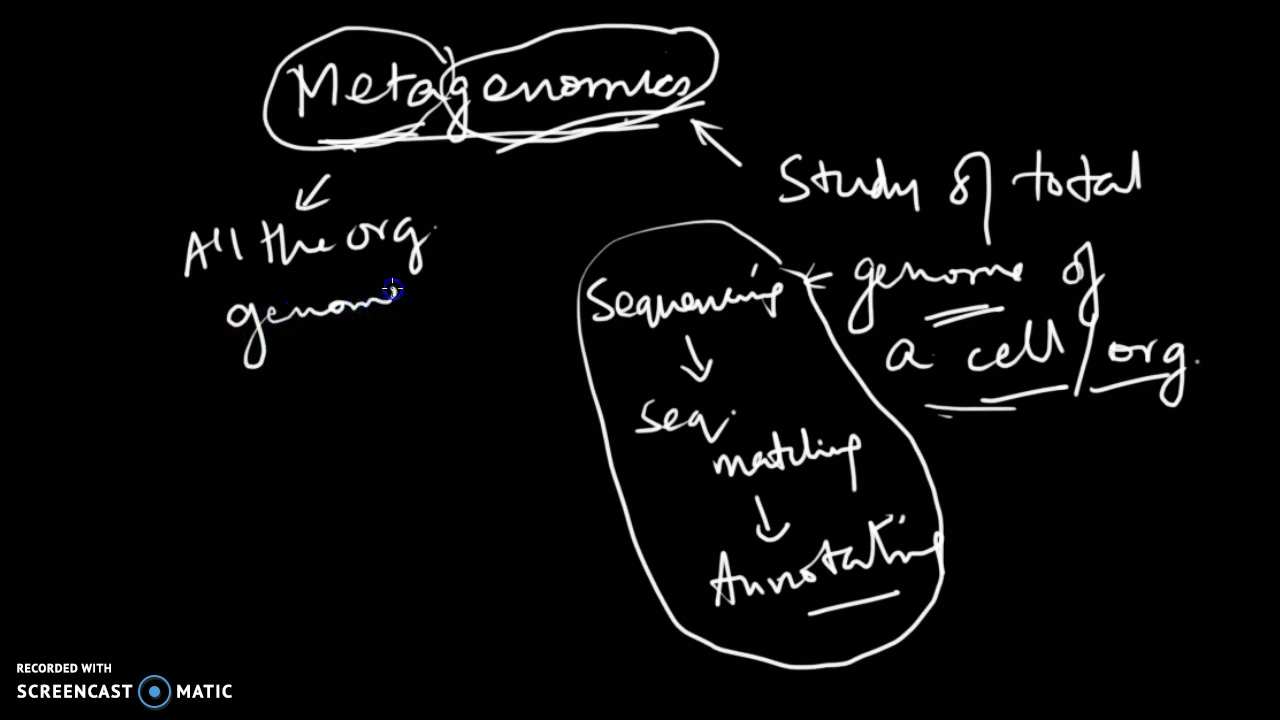 Metagenomics
Study of total
genome of
a cell/org.
All the org.
genom
Sequencing
Seq.
matching
Annotating
RECORDED WITH
SCREENCAST MATIC